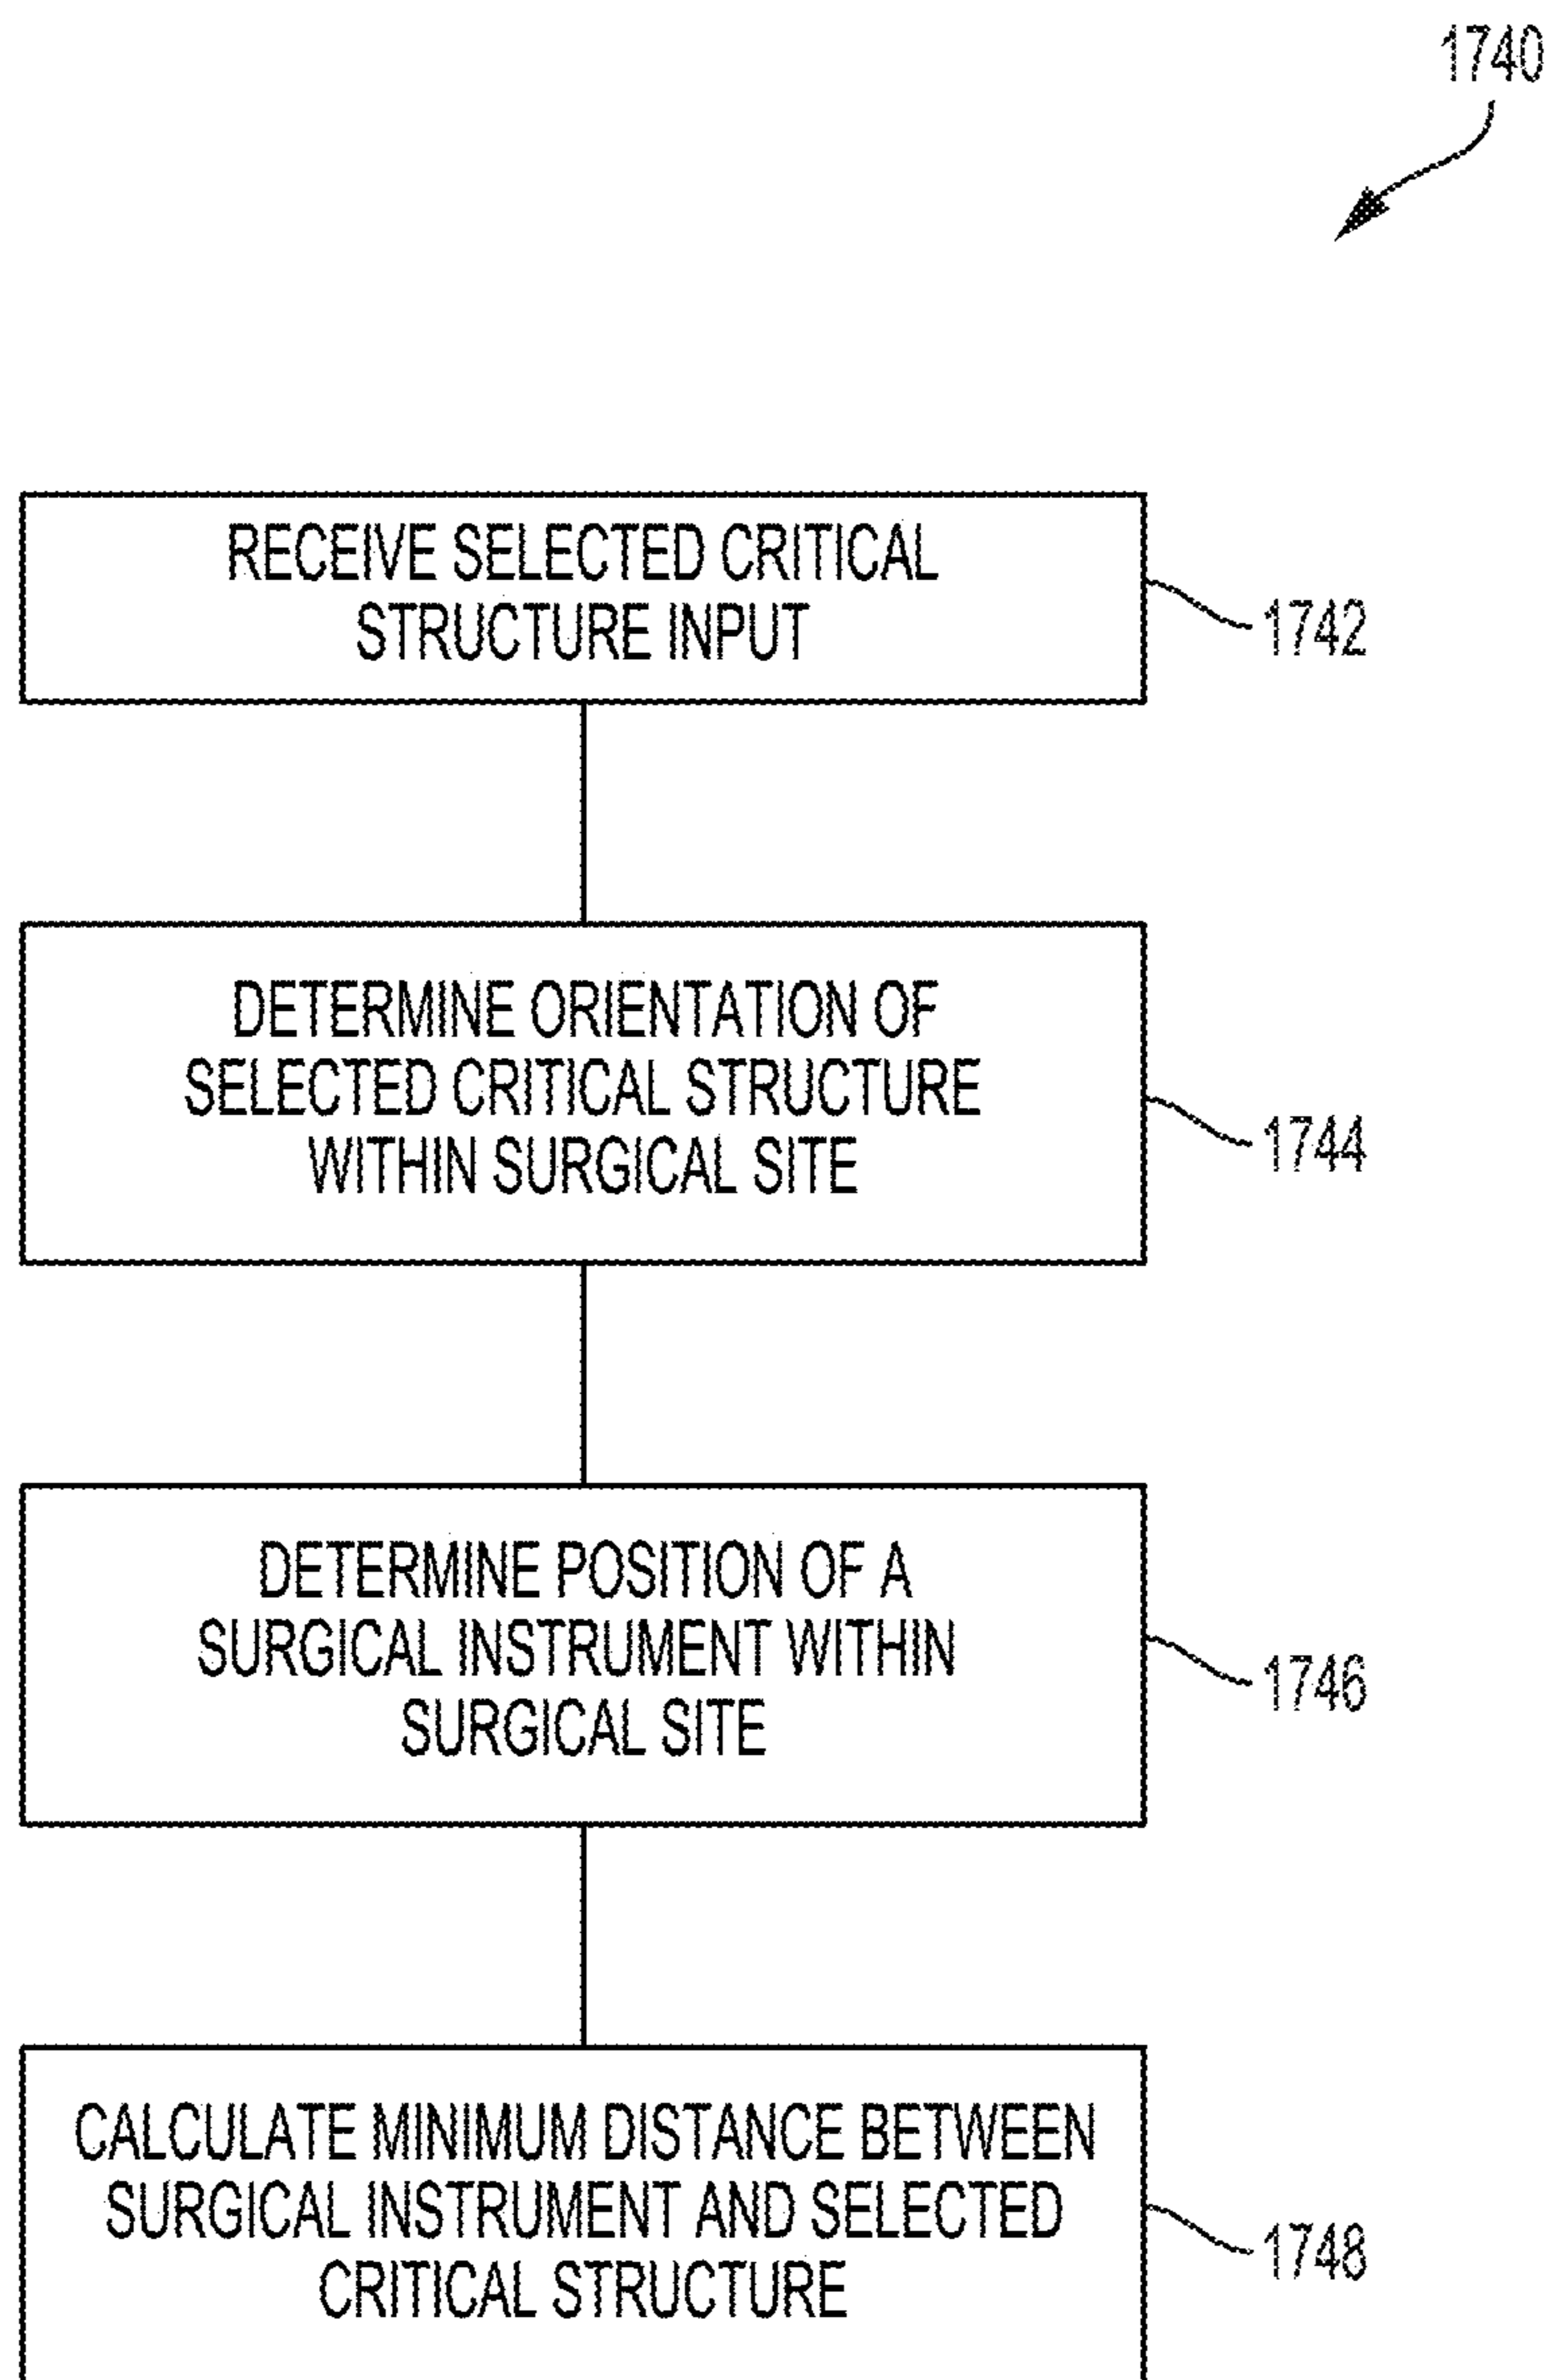 1740
RECEIVE SELECTED CRITICAL
STRUCTURE INPUT
1742
DETERMINE ORIENTATION OF
SELECTED CRITICAL STRUCTURE
WITHIN SURGICAL SITE
1744
DETERMINE POSITION OF A
SURGICAL INSTRUMENT WITHIN
SURGICAL SITE
1746
CALCULATE MINIMUM DISTANCE BETWEEN
SURGICAL INSTRUMENT AND SELECTED
CRITICAL STRUCTURE
1748